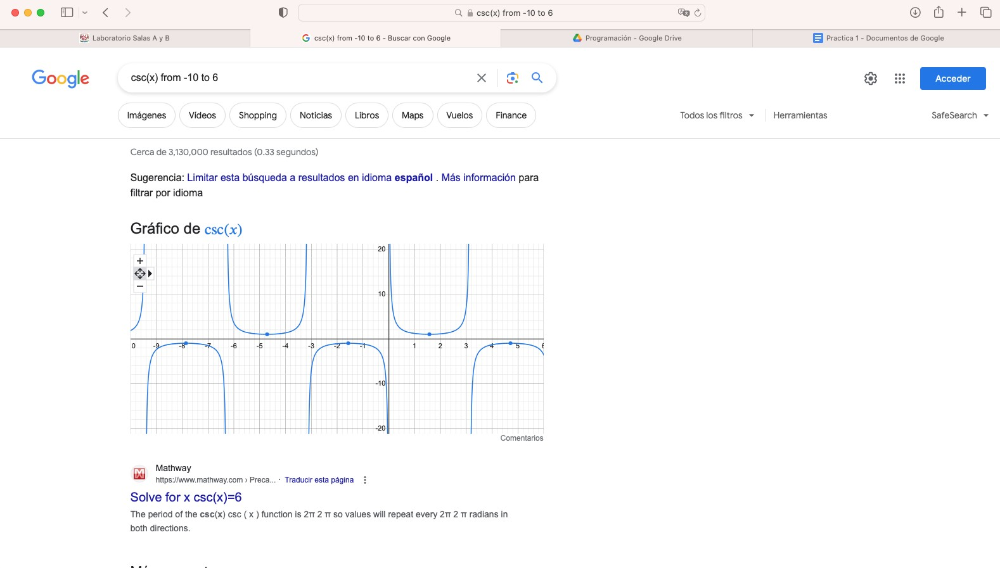 csc(x) from -10 to 6
Laboratorio Salas A y B
csc(x) from -10 to 6 - Buscar con Google
Programación - Google Drive
Practica 1 - Documentos de Google
Google
csc(x) from -10 to 6
Acceder
Imágenes
Vídeos
Shopping
Noticias
Libros
Maps
Vuelos
Finance
Todos los filtros
Herramientas
SafeSearch
Cerca de 3,130,000 resultados (0.33 segundos)
Sugerencia: Limitar esta búsqueda a resultados en idioma español . Más información para
filtrar por idioma
Gráfico de csc(x)
20
10
0 -9 -8 -7 -6 -5 -4 -3 -2 -1 1 2 3 4 5 6
-10
-20
Comentarios
Mathway
https://www.mathway.com › Preca... · Traducir esta página
Solve for x csc(x)=6
The period of the csc(x) csc ( x ) function is 2π 2 π so values will repeat every 2π 2 π radians in
both directions.